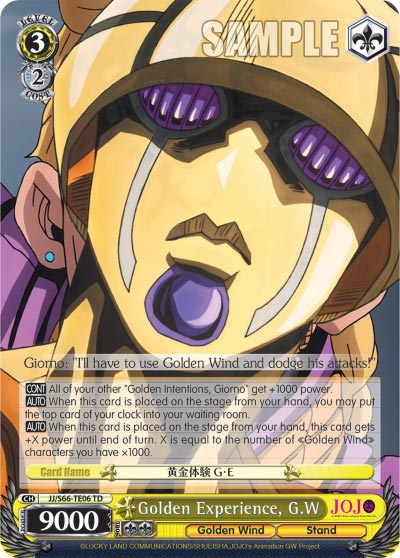 LEVEL
3
SAMPLE
2
COST
Giorno: "I'll have to use Golden Wind and dodge his attacks!"
CONT All of your other "Golden Intentions, Giorno" get +1000 power.
AUTO When this card is placed on the stage from your hand, you may put
the top card of your clock into your waiting room.
AUTO When this card is placed on the stage from your hand, this card gets
+X power until end of turn. X is equal to the number of «Golden Wind»
characters you have ×1000.
Card Name
黄金体験 G・E
CH JJ/S66-TE06 TD
Golden Experience, G.W
JOJO
POWER
9000
SOUL
Golden Wind
Stand
©LUCKY LAND COMMUNICATIONS/SHUEISHA,JOJO's Animation GW Project